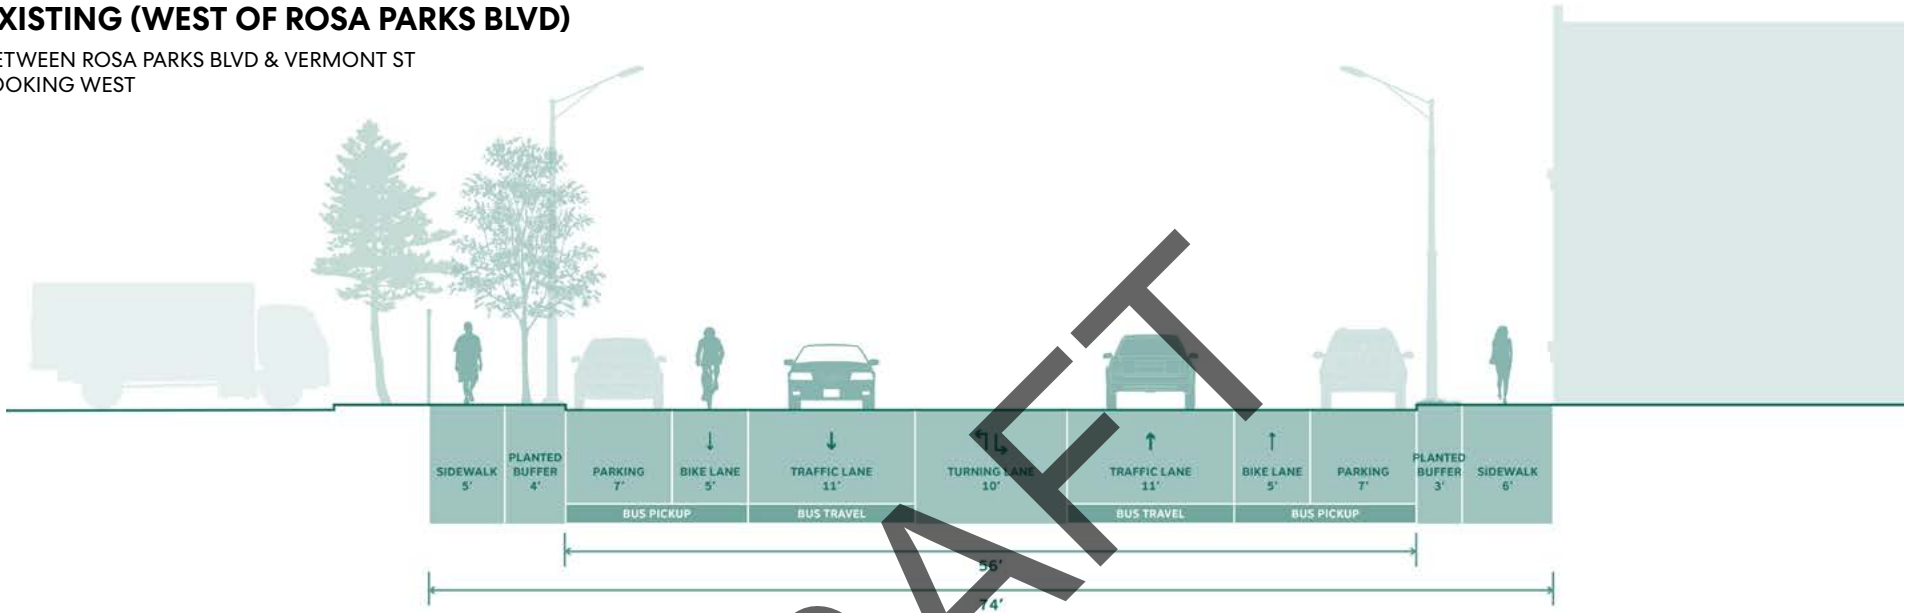 XISTING (WEST OF ROSA PARKS BLVD)
ETWEEN ROSA PARKS BLVD & VERMONT ST
OOKING WEST
SIDEWALK
5'
PLANTED
BUFFER
4'
PARKING
7'
BIKE LANE
5'
TRAFFIC LANE
11'
TURNING LANE
10'
TRAFFIC LANE
11'
BIKE LANE
5'
PARKING
7'
PLANTED
BUFFER
3'
SIDEWALK
6'
BUS PICKUP
BUS TRAVEL
BUS TRAVEL
BUS PICKUP
56'
74'
AFT